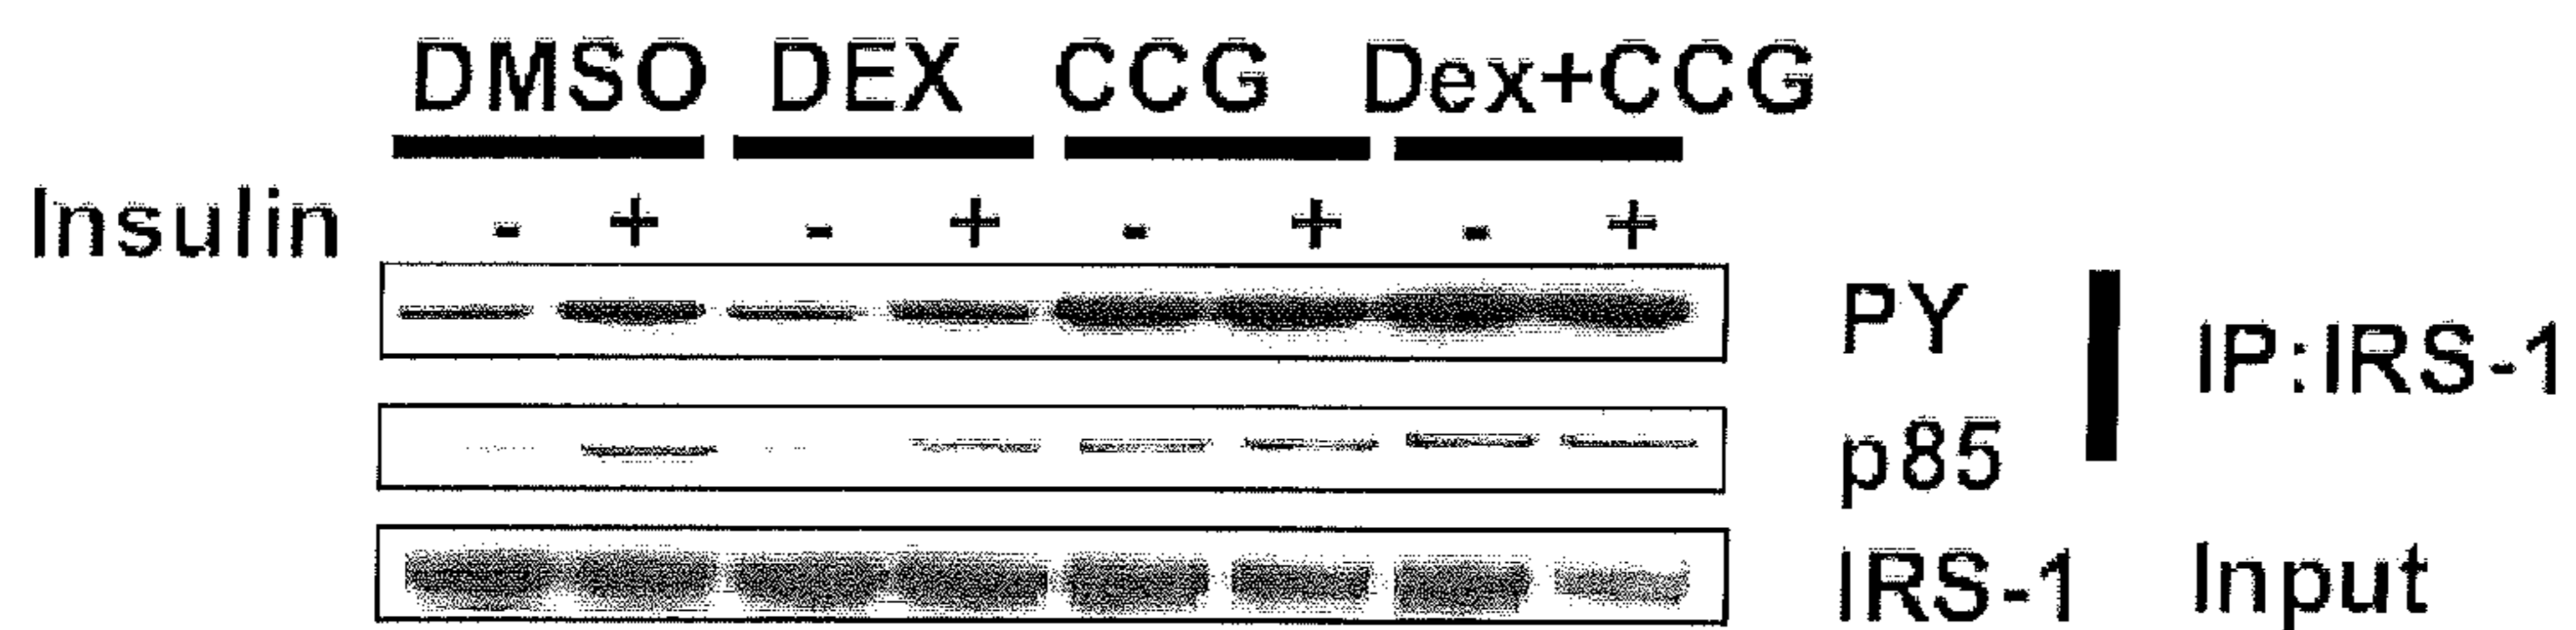 DMSO DEX CCG Dex+CCG
Insulin - + - + - + - +
PY
IP:IRS-1
p85
IRS-1 Input